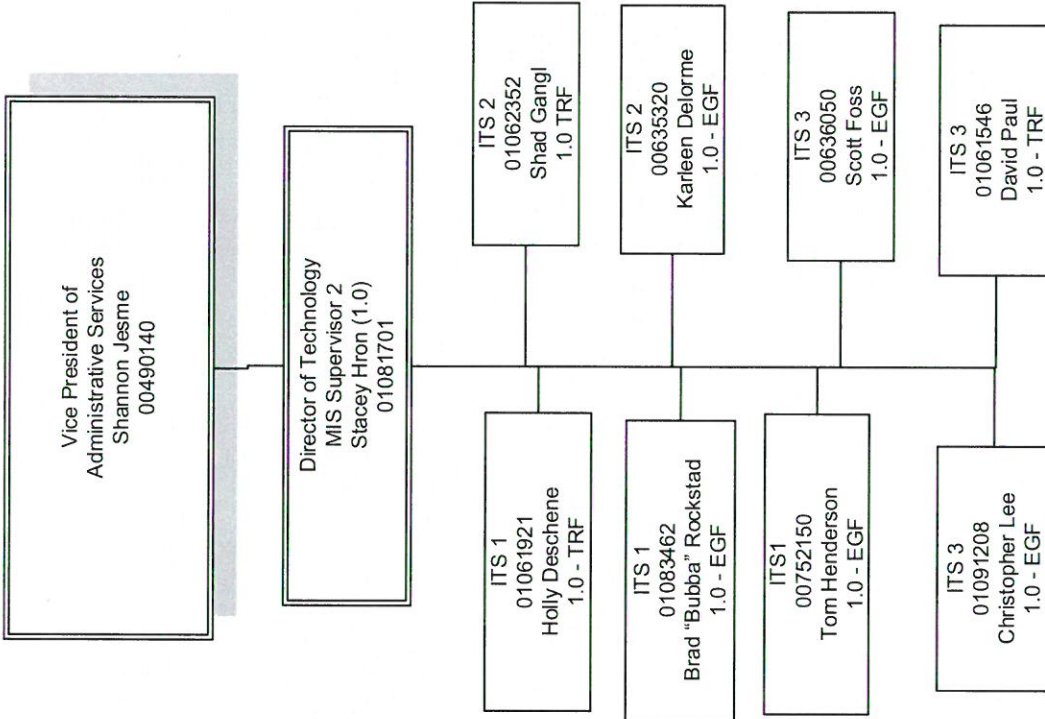 Vice President of
Administrative Services
Shannon Jesme
00490140
Director of Technology
MIS Supervisor 2
Stacey Hron (1.0)
01081701
ITS 1
01061921
Holly Deschene
1.0 - TRF
ITS 2
01062352
Shad Gangl
1.0 TRF
ITS 1
01083462
Brad "Bubba" Rockstad
1.0 - EGF
ITS 2
00635320
Karleen Delorme
1.0 - EGF
ITS1
00752150
Tom Henderson
1.0 - EGF
ITS 3
00636050
Scott Foss
1.0 - EGF
ITS 3
01091208
Christopher Lee
1.0 - EGF
ITS 3
01061546
David Paul
1.0 - TRF